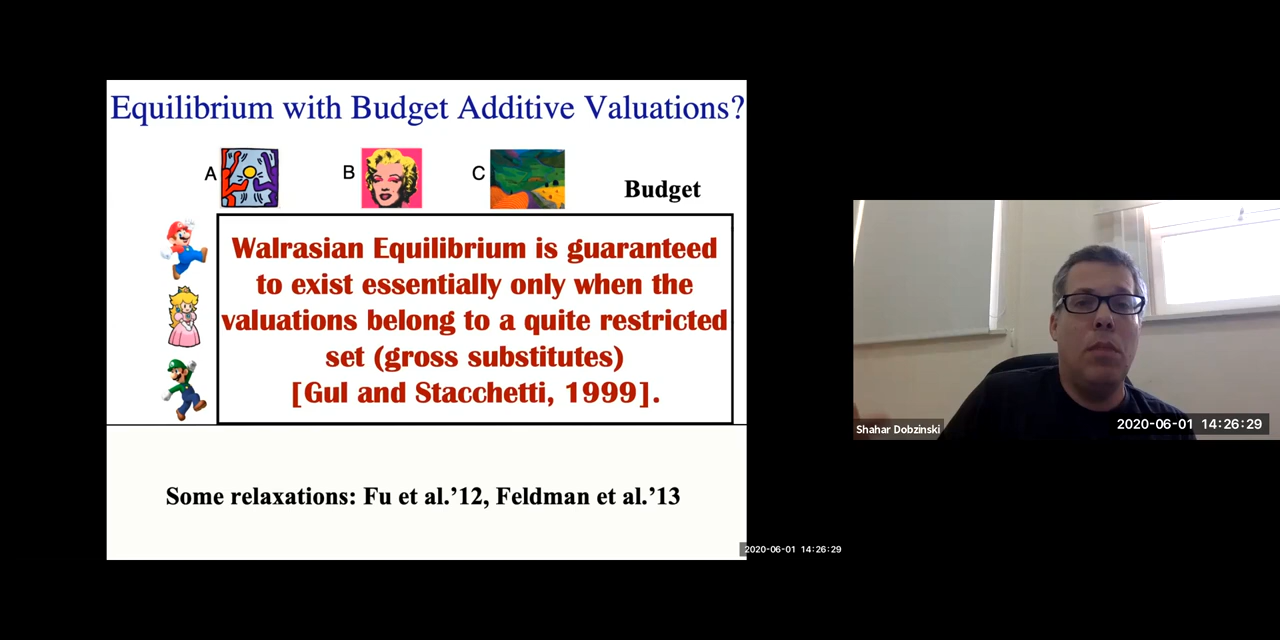 Equilibrium with Budget Additive Valuations?
A
B
C
Budget
Walrasian Equilibrium is guaranteed
to exist essentially only when the
valuations belong to a quite restricted
set (gross substitutes)
[Gul and Stacchetti, 1999].
Some relaxations: Fu et al.'12, Feldman et al.'13
2020-06-01 14:26:29
Shahar Dobzinski
2020-06-01 14:26:29